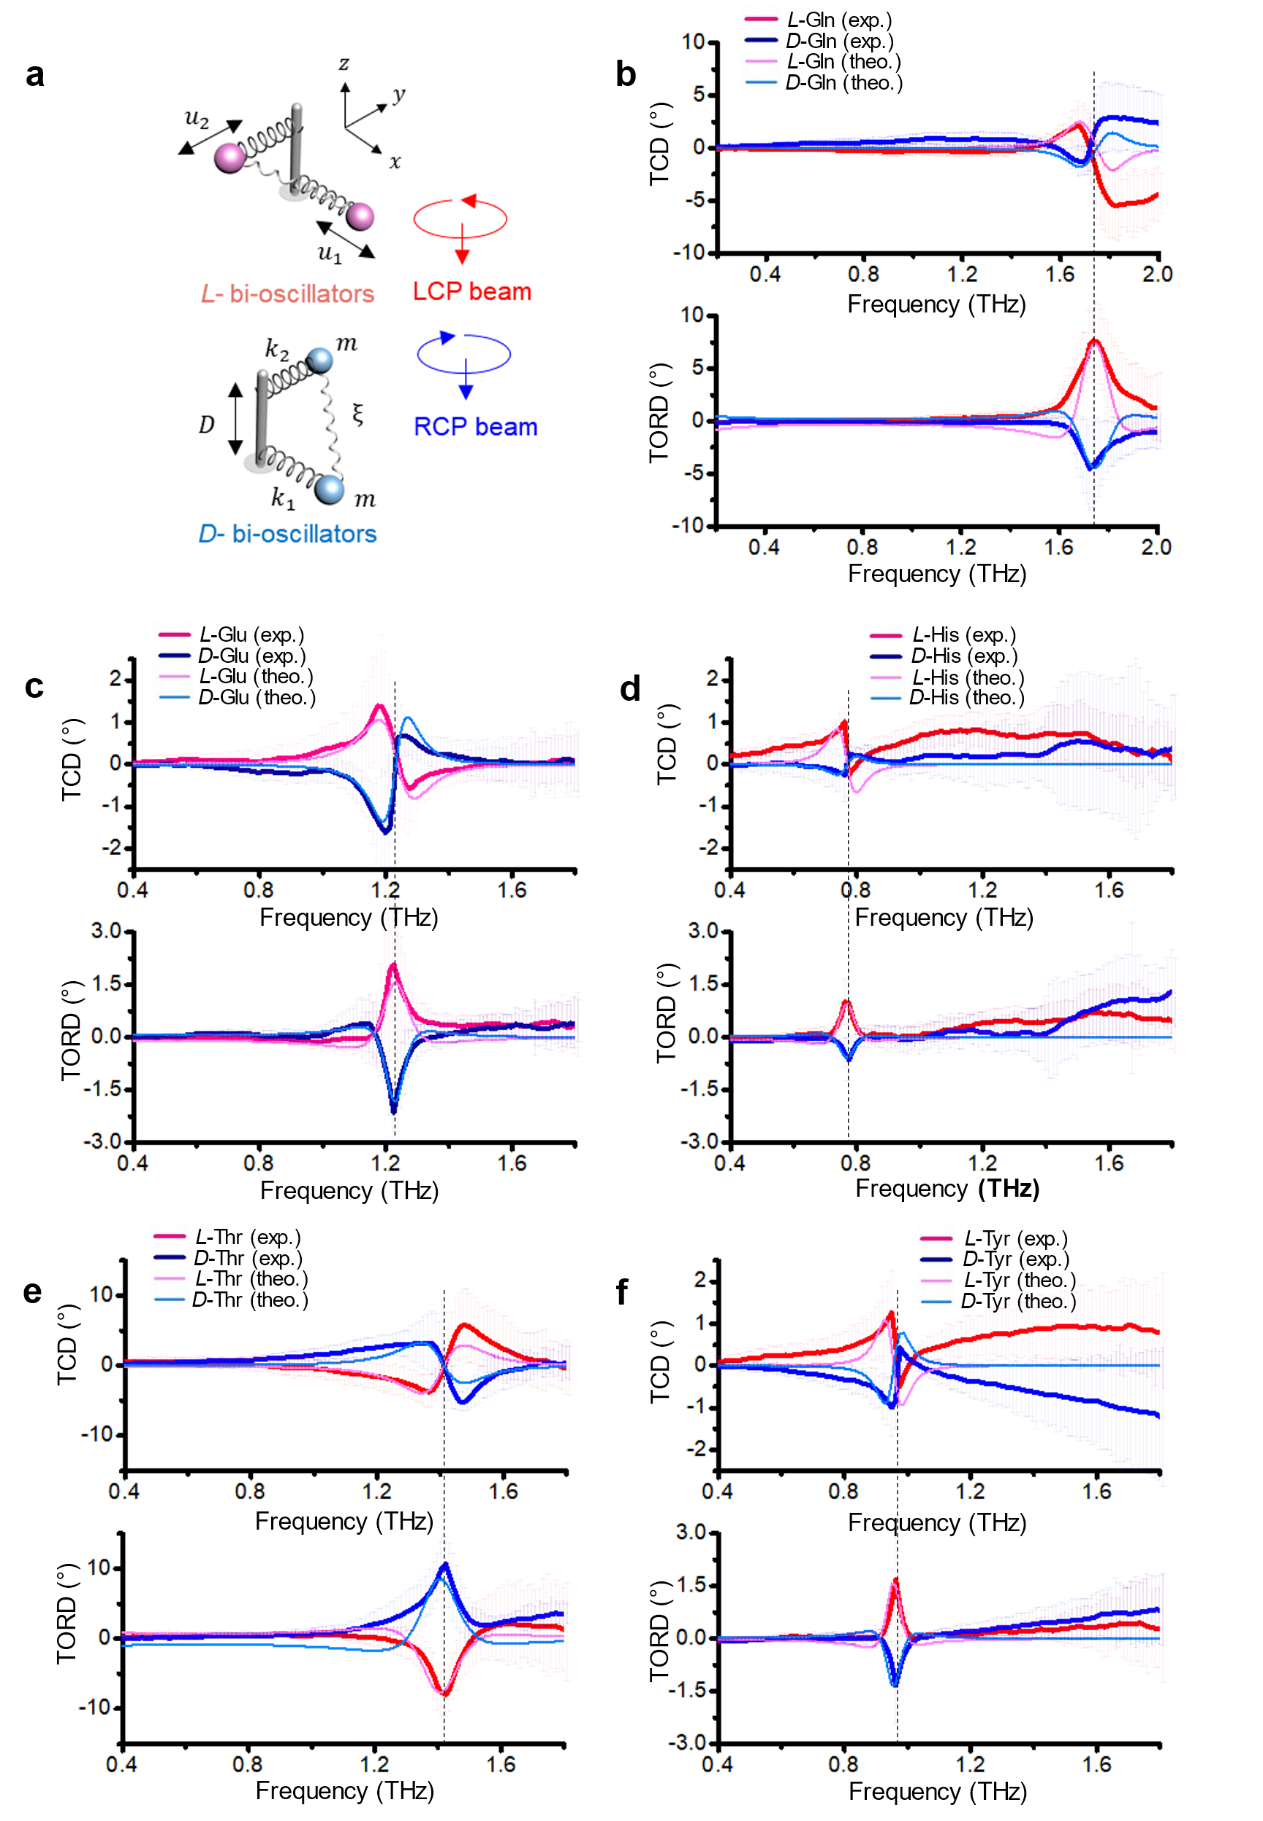 a
z
y
x
u2
u1
L- bi-oscillators
LCP beam
k2
m
D
ξ
k1
m
RCP beam
D- bi-oscillators
b
L-Gln (exp.)
D-Gln (exp.)
L-Gln (theo.)
D-Gln (theo.)
TCD (°)
10
5
0
-5
-10
0.4 0.8 1.2 1.6 2.0
Frequency (THz)
TORD (°)
10
5
0
-5
-10
0.4 0.8 1.2 1.6 2.0
Frequency (THz)
c
L-Glu (exp.)
D-Glu (exp.)
L-Glu (theo.)
D-Glu (theo.)
TCD (°)
2
1
0
-1
-2
0.4 0.8 1.2 1.6
Frequency (THz)
TORD (°)
3.0
1.5
0.0
-1.5
-3.0
0.4 0.8 1.2 1.6
Frequency (THz)
d
L-His (exp.)
D-His (exp.)
L-His (theo.)
D-His (theo.)
TCD (°)
2
1
0
-1
-2
0.4 0.8 1.2 1.6
Frequency (THz)
TORD (°)
3.0
1.5
0.0
-1.5
-3.0
0.4 0.8 1.2 1.6
Frequency (THz)
e
L-Thr (exp.)
D-Thr (exp.)
L-Thr (theo.)
D-Thr (theo.)
TCD (°)
10
0
-10
0.4 0.8 1.2 1.6
Frequency (THz)
TORD (°)
10
0
-10
0.4 0.8 1.2 1.6
Frequency (THz)
f
L-Tyr (exp.)
D-Tyr (exp.)
L-Tyr (theo.)
D-Tyr (theo.)
TCD (°)
2
1
0
-1
-2
0.4 0.8 1.2 1.6
Frequency (THz)
TORD (°)
3.0
1.5
0.0
-1.5
-3.0
0.4 0.8 1.2 1.6
Frequency (THz)